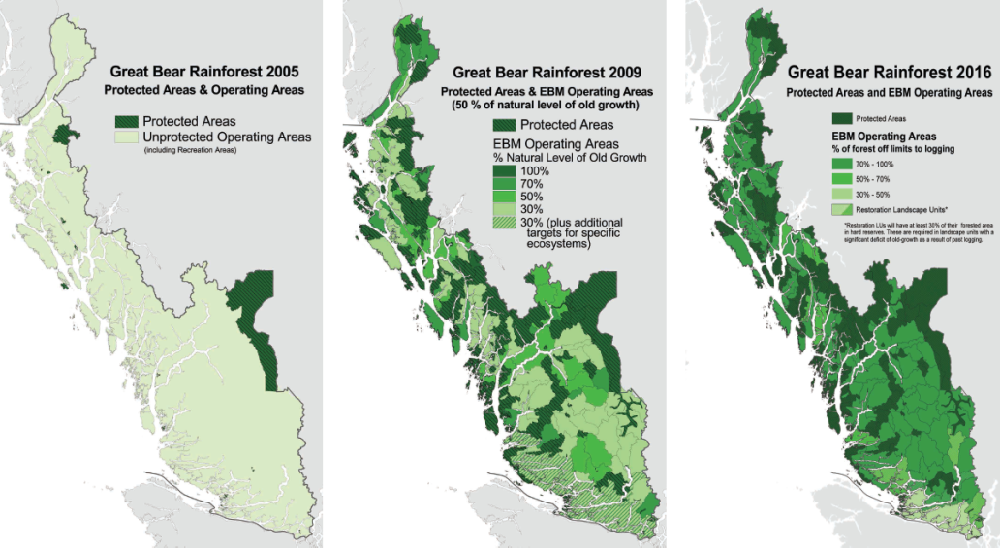 Great Bear Rainforest 2005
Protected Areas & Operating Areas
Protected Areas
Unprotected Operating Areas
(including Recreation Areas)
Great Bear Rainforest 2009
Protected Areas & EBM Operating Areas
(50 % of natural level of old growth)
Protected Areas
EBM Operating Areas
% Natural Level of Old Growth
100%
70%
50%
30%
30% (plus additional
targets for specific
ecosystems)
Great Bear Rainforest 2016
Protected Areas and EBM Operating Areas
Protected Areas
EBM Operating Areas
% of forest off limits to logging
70% - 100%
50% - 70%
30% - 50%
Restoration Landscape Units*
*Restoration LUs will have at least 30% of their forested area
in hard reserves. These are required in landscape units with a
significant deficit of old-growth as a result of past logging.